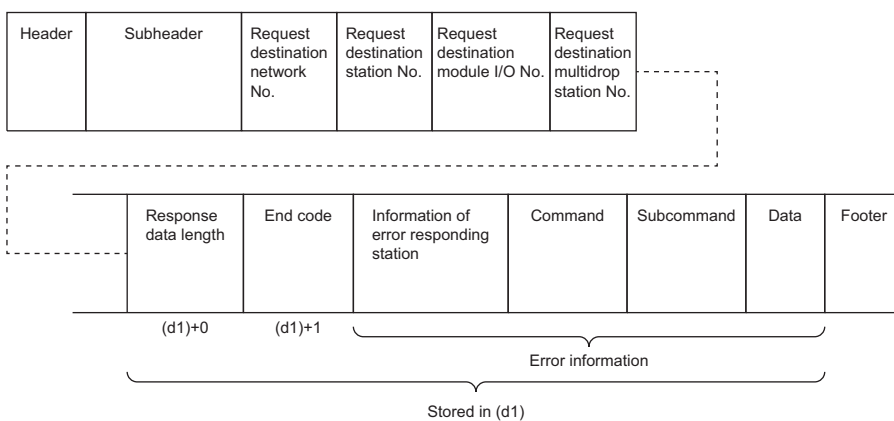 Header
Subheader
Request
destination
network
No.
Request
destination
station No.
Request
destination
module I/O No.
Request
destination
multidrop
station No.
Response
data length
End code
Information of
error responding
station
Command
Subcommand
Data
Footer
(d1)+0
(d1)+1
Error information
Stored in (d1)